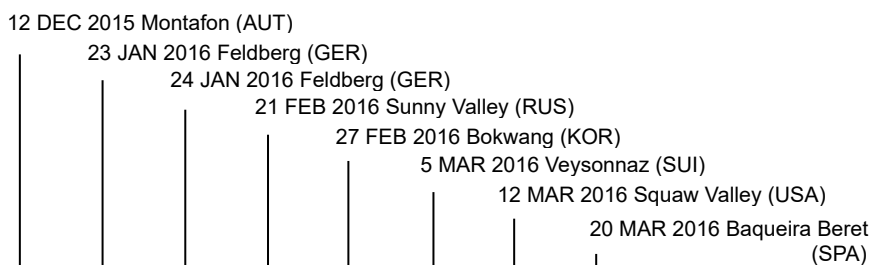 12 DEC 2015 Montafon (AUT)
23 JAN 2016 Feldberg (GER)
24 JAN 2016 Feldberg (GER)
21 FEB 2016 Sunny Valley (RUS)
27 FEB 2016 Bokwang (KOR)
5 MAR 2016 Veysonnaz (SUI)
12 MAR 2016 Squaw Valley (USA)
20 MAR 2016 Baqueira Beret
(SPA)